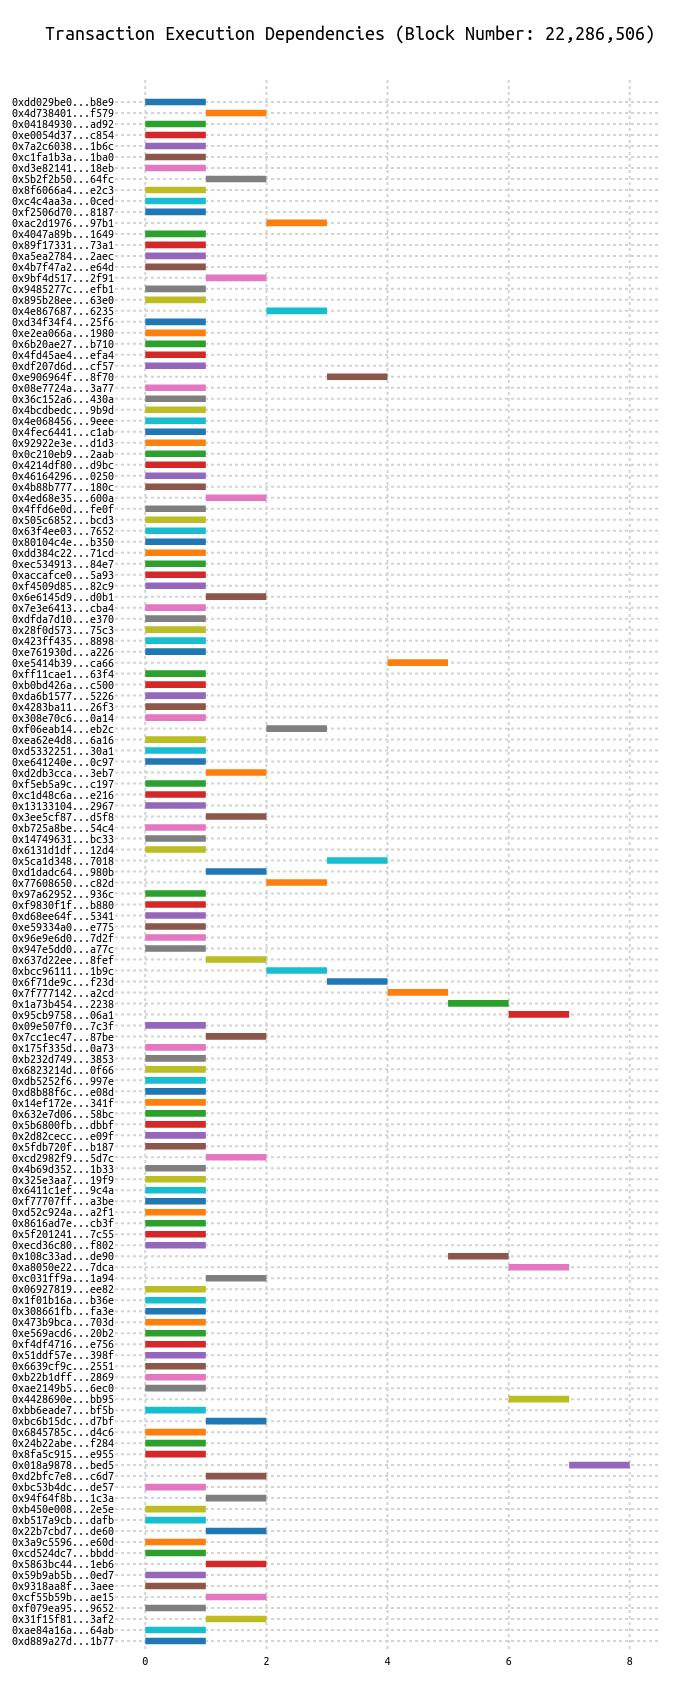 Transaction Execution Dependencies (Block Number: 22,286,506)
0xdd029be0...b8e9
0x4d738401...f579
0x04184930...ad92
0xe0054d37...c854
0x7a2c6038...1b6c
0xc1fa1b3a...1ba0
0xd3e82141...18eb
0x5b2f2b50...64fc
0x8f6066a4...e2c3
0xc4c4aa3a...0ced
0xf2506d70...8187
0xac2d1976...97b1
0x4047a89b...1649
0x89f17331...73a1
0xa5ea2784...2aec
0x4b7f47a2...e64d
0x9bf4d517...2f91
0x9485277c...efb1
0x895b28ee...63e0
0x4e867687...6235
0xd34f34f4...25f6
0xe2ea066a...1980
0x6b20ae27...b710
0x4fd45ae4...efa4
0xdf207d6d...cf57
0xe906964f...8f70
0x08e7724a...3a77
0x36c152a6...430a
0x4bcdbedc...9b9d
0x4e068456...9eee
0x4fec6441...c1ab
0x92922e3e...d1d3
0x0c210eb9...2aab
0x4214df80...d9bc
0x46164296...0250
0x4b88b777...180c
0x4ed68e35...600a
0x4ffd6e0d...fe0f
0x505c6852...bcd3
0x63f4ee03...7652
0x80104c4e...b350
0xdd384c22...71cd
0xec534913...84e7
0xaccafce0...5a93
0xf4509d85...82c9
0x6e6145d9...d0b1
0x7e3e6413...cba4
0xdfda7d10...e370
0x28f0d573...75c3
0x423ff435...8898
0xe761930d...a226
0xe5414b39...ca66
0xff11cae1...63f4
0xb0bd426a...c500
0xda6b1577...5226
0x4283ba11...26f3
0x308e70c6...0a14
0xf06eab14...eb2c
0xea62e4d8...6a16
0xd5332251...30a1
0xe641240e...0c97
0xd2db3cca...3eb7
0xf5eb5a9c...c197
0xc1d48c6a...e216
0x13133104...2967
0x3ee5cf87...d5f8
0xb725a8be...54c4
0x14749631...bc33
0x6131d1df...12d4
0x5ca1d348...7018
0xd1dadc64...980b
0x77608650...c82d
0x97a62952...936c
0xf9830f1f...b880
0xd68ee64f...5341
0xe59334a0...e775
0x96e9e6d0...7d2f
0x947e5dd0...a77c
0x637d22ee...8fef
0xbcc96111...1b9c
0x6f71de9c...f23d
0x7f777142...a2cd
0x1a73b454...2238
0x95cb9758...06a1
0x09e507f0...7c3f
0x7cc1ec47...87be
0x175f335d...0a73
0xb232d749...3853
0x6823214d...0f66
0xdb5252f6...997e
0xd8b88f6c...e08d
0x14ef172e...341f
0x632e7d06...58bc
0x5b6800fb...dbbf
0x2d82cecc...e09f
0x5fdb720f...b187
0xcd2982f9...5d7c
0x4b69d352...1b33
0x325e3aa7...19f9
0x6411c1ef...9c4a
0xf77707ff...a3be
0xd52c924a...a2f1
0x8616ad7e...cb3f
0x5f201241...7c55
0xecd36c80...f802
0x108c33ad...de90
0xa8050e22...7dca
0xc031ff9a...1a94
0x06927819...ee82
0x1f01b16a...b36e
0x308661fb...fa3e
0x473b9bca...703d
0xe569acd6...20b2
0xf4df4716...e756
0x51ddf57e...398f
0x6639cf9c...2551
0xb22b1dff...2869
0xae2149b5...6ec0
0x4428690e...bb95
0xbb6eade7...bf5b
0xbc6b15dc...d7bf
0x6845785c...d4c6
0x24b22abe...f284
0x8fa5c915...e955
0x018a9878...bed5
0xd2bfc7e8...c6d7
0xbc53b4dc...de57
0x94f64f8b...1c3a
0xb450e008...2e5e
0xb517a9cb...dafb
0x22b7cbd7...de60
0x3a9c5596...e60d
0xcd524dc7...bbdd
0x5863bc44...1eb6
0x59b9ab5b...0ed7
0x9318aa8f...3aee
0xcf55b59b...ae15
0xf079ea95...9652
0x31f15f81...3af2
0xae84a16a...64ab
0xd889a27d...1b77
0 2 4 6 8